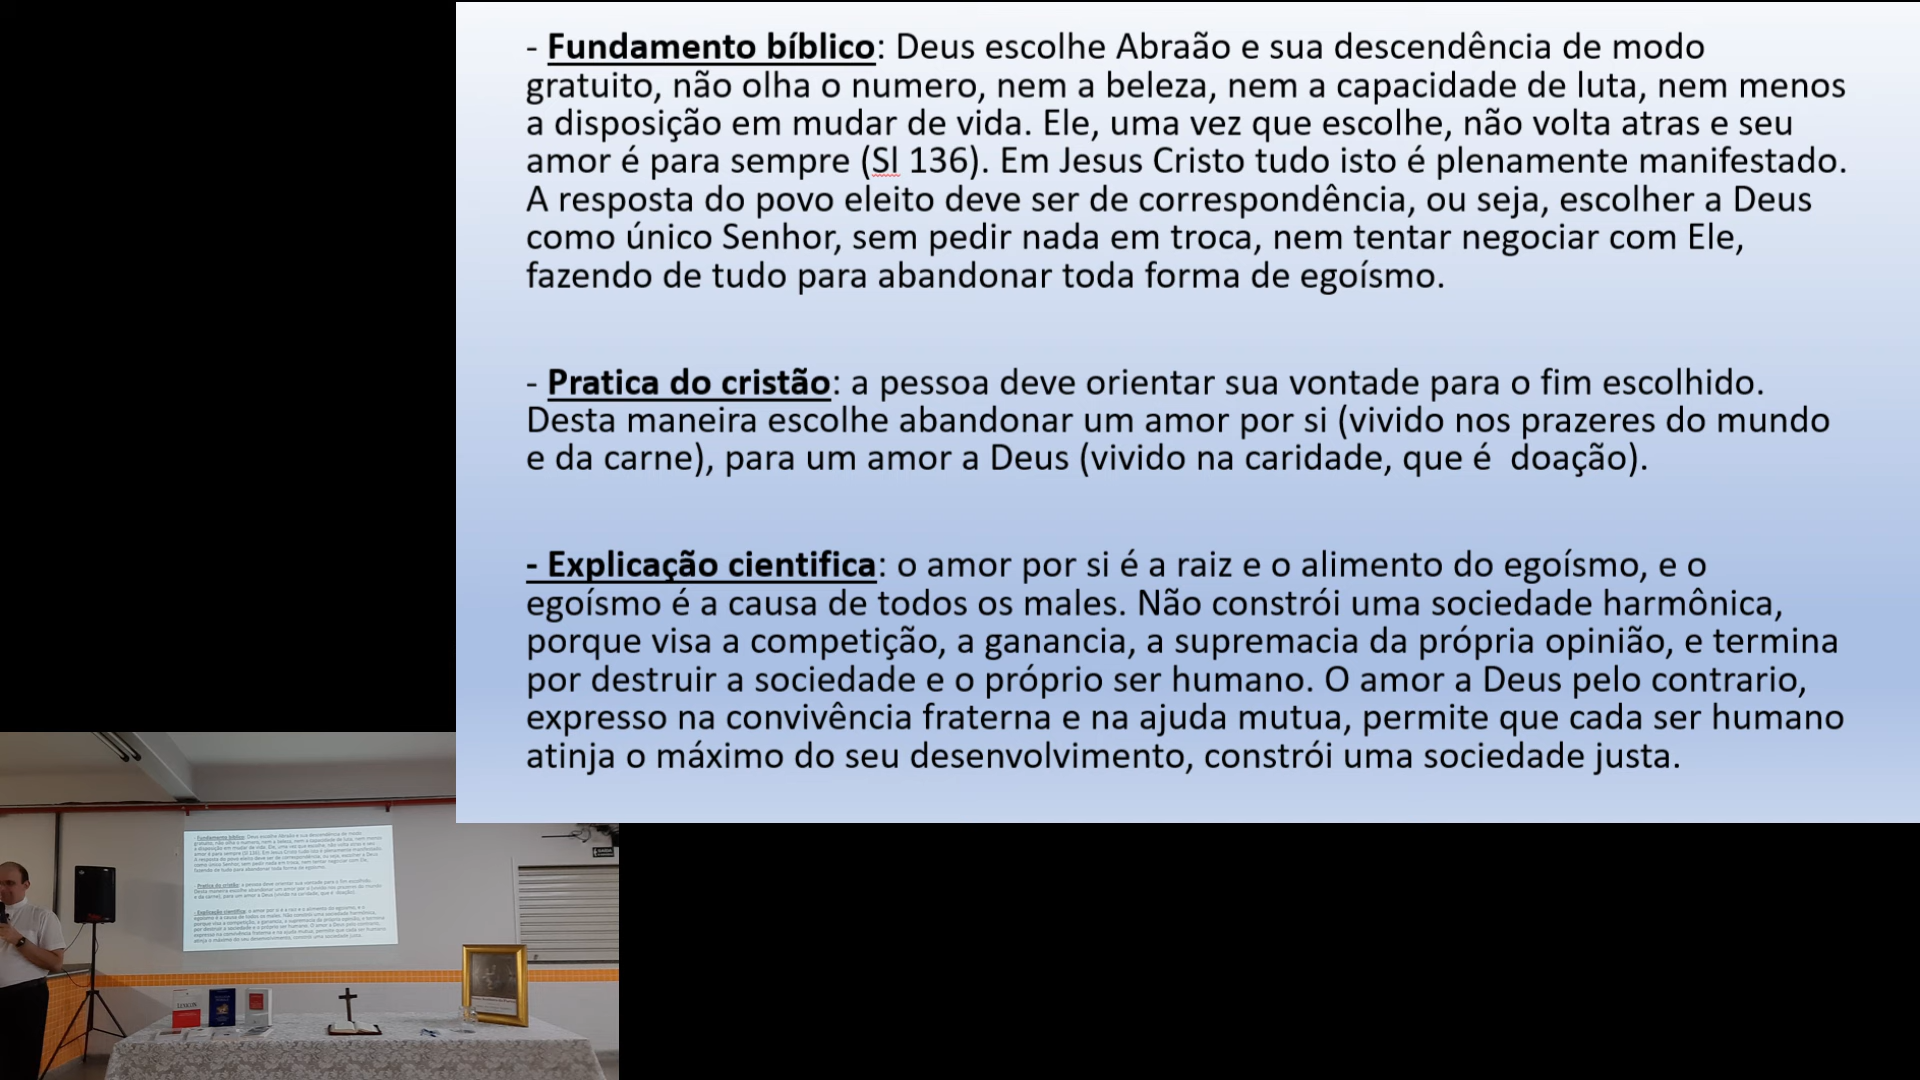 - Fundamento bíblico: Deus escolhe Abraão e sua descendência de modo
gratuito, não olha o numero, nem a beleza, nem a capacidade de luta, nem menos
a disposição em mudar de vida. Ele, uma vez que escolhe, não volta atras e seu
amor é para sempre (Sl 136). Em Jesus Cristo tudo isto é plenamente manifestado.
A resposta do povo eleito deve ser de correspondência, ou seja, escolher a Deus
como único Senhor, sem pedir nada em troca, nem tentar negociar com Ele,
fazendo de tudo para abandonar toda forma de egoísmo.
- Pratica do cristão: a pessoa deve orientar sua vontade para o fim escolhido.
Desta maneira escolhe abandonar um amor por si (vivido nos prazeres do mundo
e da carne), para um amor a Deus (vivido na caridade, que é  doação).
- Explicação cientifica: o amor por si é a raiz e o alimento do egoísmo, e o
egoísmo é a causa de todos os males. Não constrói uma sociedade harmônica,
porque visa a competição, a ganancia, a supremacia da própria opinião, e termina
por destruir a sociedade e o próprio ser humano. O amor a Deus pelo contrario,
expresso na convivência fraterna e na ajuda mutua, permite que cada ser humano
atinja o máximo do seu desenvolvimento, constrói uma sociedade justa.